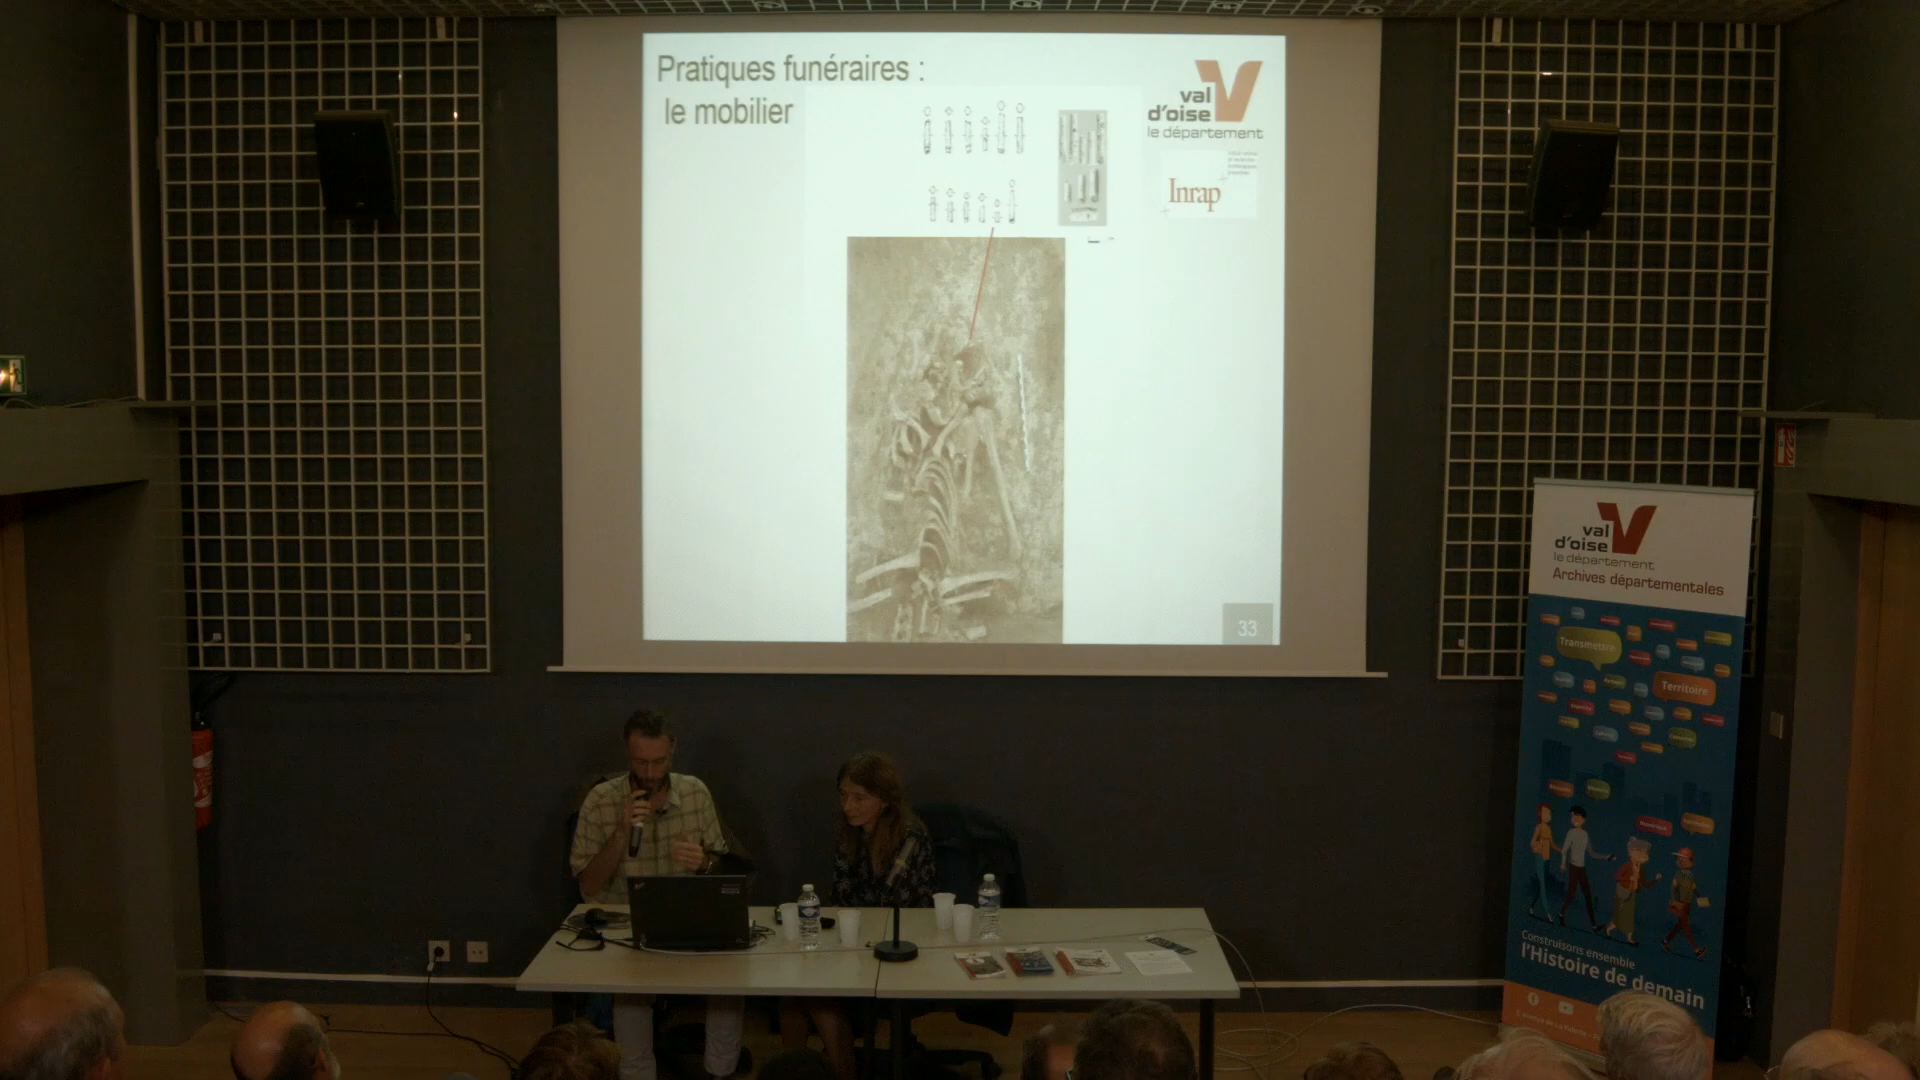 Pratiques funéraires :
le mobilier
val
d'oise
le département
Inrap
33
val
d'oise
le département
Archives départementales
Transmettre
Territoire
Construisons ensemble
l'Histoire de demain